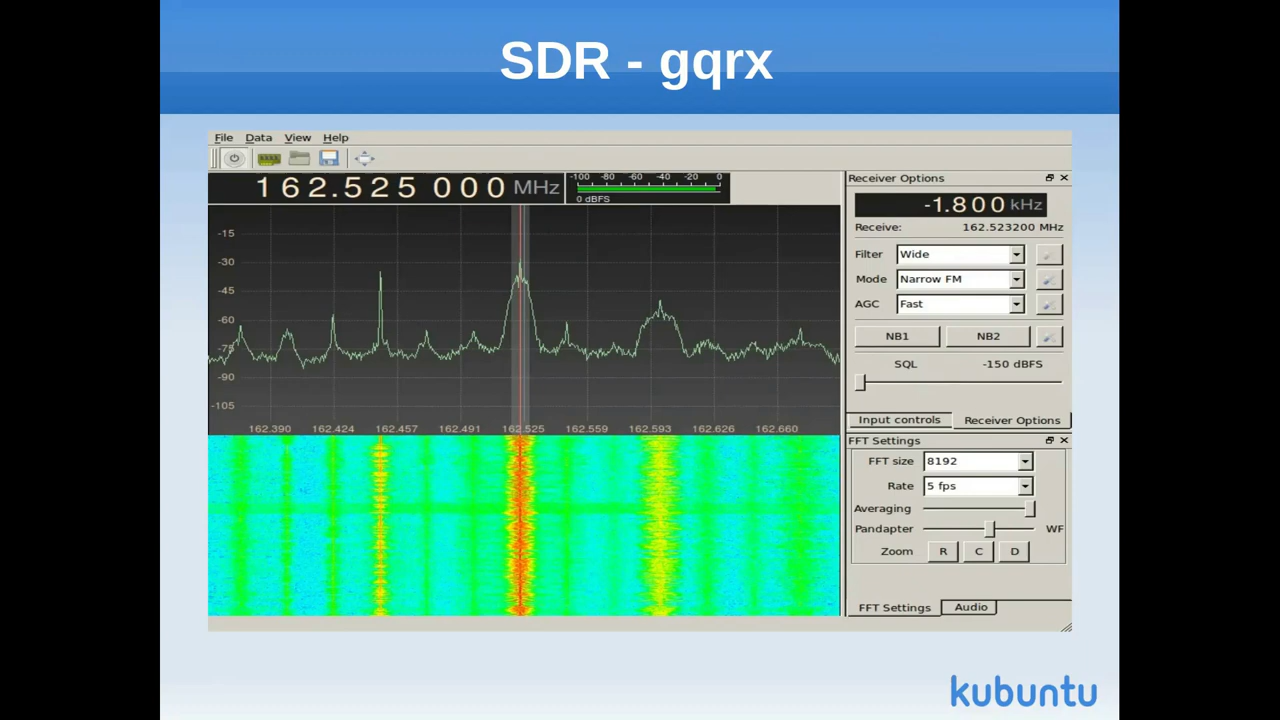 SDR - gqrx
File Data View Help
162.525 000 MHz
-100 -80 -60 -40 -20 0
0 dBFS
-15
-30
-45
-60
-75
-90
-105
162.390 162.424 162.457 162.491 162.525 162.559 162.593 162.626 162.660
Receiver Options
-1.800 kHz
Receive: 162.523200 MHz
Filter Wide
Mode Narrow FM
AGC Fast
NB1 NB2
SQL -150 dBFS
Input controls Receiver Options
FFT Settings
FFT size 8192
Rate 5 fps
Averaging
Pandapter WF
Zoom R C D
FFT Settings Audio
kubuntu